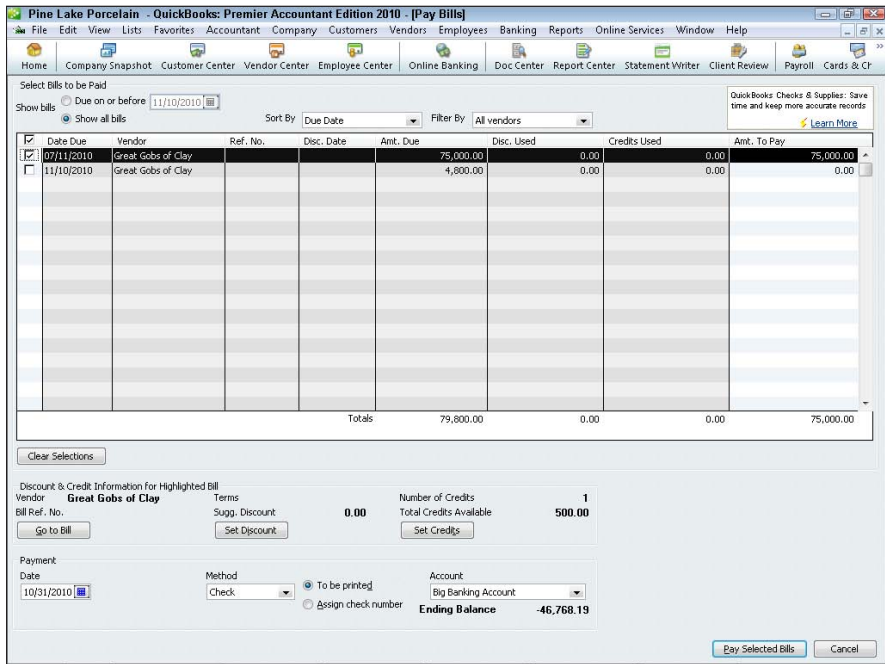 Pine Lake Porcelain - QuickBooks: Premier Accountant Edition 2010 - [Pay Bills]
File Edit View Lists Favorites Accountant Company Customers Vendors Employees Banking Reports Online Services Window Help
Home Company Snapshot Customer Center Vendor Center Employee Center Online Banking Doc Center Report Center Statement Writer Client Review Payroll Cards & Ch
Select Bills to be Paid
Show bills Due on or before 11/10/2010
Show all bills
Sort By Due Date Filter By All vendors
QuickBooks Checks & Supplies: Save
time and keep more accurate records
Learn More
Date Due Vendor Ref. No. Disc. Date Amt. Due Disc. Used Credits Used Amt. To Pay
07/11/2010 Great Gobs of Clay 75,000.00 0.00 0.00 75,000.00
11/10/2010 Great Gobs of Clay 4,800.00 0.00 0.00 0.00
Totals 79,800.00 0.00 0.00 75,000.00
Clear Selections
Discount & Credit Information for Highlighted Bill
Vendor Great Gobs of Clay Terms Number of Credits 1
Bill Ref. No. Sugg. Discount 0.00 Total Credits Available 500.00
Go to Bill Set Discount Set Credits
Payment
Date Method Account
10/31/2010 Check To be printed Big Banking Account
Assign check number Ending Balance -46,768.19
Pay Selected Bills Cancel